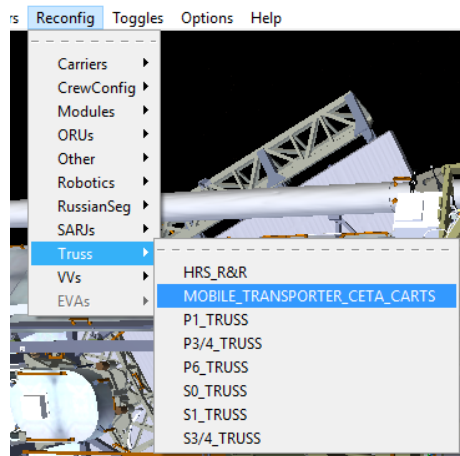 rs Reconfig Toggles Options Help
Carriers
CrewConfig
Modules
ORUs
Other
Robotics
RussianSeg
SARJs
Truss
VVs
EVAs
HRS_R&R
MOBILE_TRANSPORTER_CETA_CARTS
P1_TRUSS
P3/4_TRUSS
P6_TRUSS
S0_TRUSS
S1_TRUSS
S3/4_TRUSS